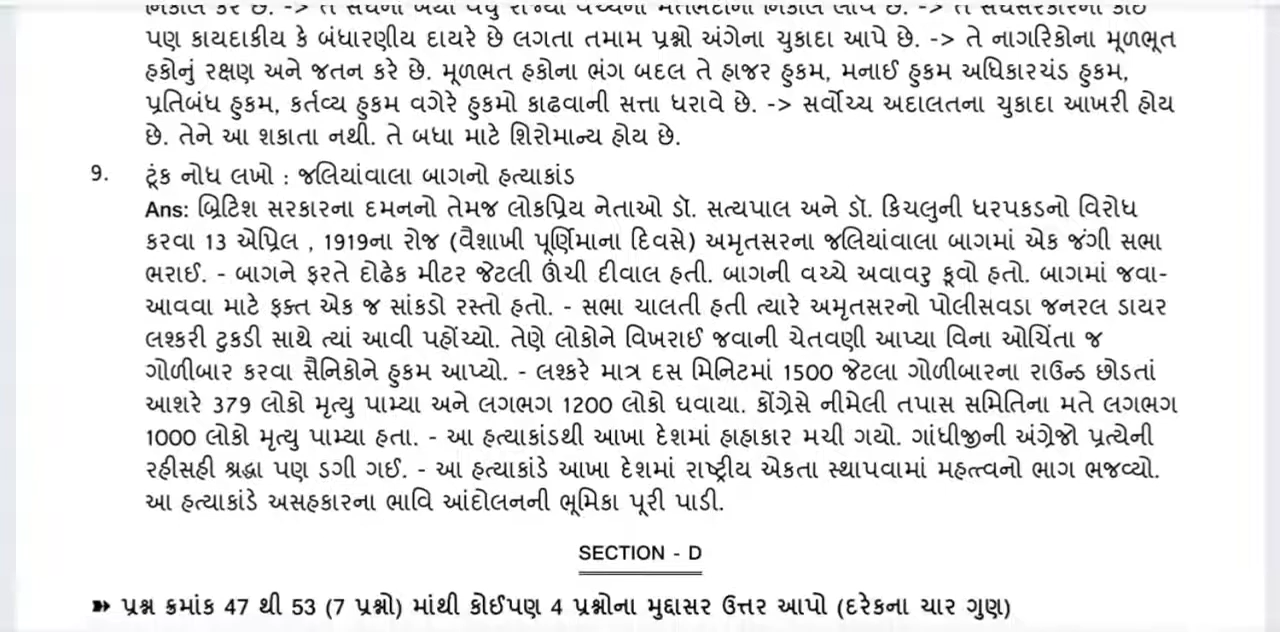 પણ કાયદાકીય કે બંધારણીય દાયરે છે લગતા તમામ પ્રશ્નો અંગેના ચુકાદા આપે છે. -> તે નાગરિકોના મૂળભૂત
હકોનું રક્ષણ અને જતન કરે છે. મૂળભત હકોના ભંગ બદલ તે હાજર હુકમ, મનાઈ હુકમ અધિકારચંડ હુકમ,
પ્રતિબંધ હુકમ, કર્તવ્ય હુકમ વગેરે હુકમો કાઢવાની સત્તા ધરાવે છે. -> સર્વોચ્ય અદાલતના ચુકાદા આખરી હોય
છે. તેને આ શકાતા નથી. તે બધા માટે શિરોમાન્ય હોય છે.
9. ટૂંક નોધ લખો : જલિયાંવાલા બાગનો હત્યાકાંડ
Ans: બ્રિટિશ સરકારના દમનનો તેમજ લોકપ્રિય નેતાઓ ડૉ. સત્યપાલ અને ડૉ. કિચલુની ધરપકડનો વિરોધ
કરવા 13 એપ્રિલ , 1919ના રોજ (વૈશાખી પૂર્ણિમાના દિવસે) અમૃતસરના જલિયાંવાલા બાગમાં એક જંગી સભા
ભરાઈ. - બાગને ફરતે દોઢેક મીટર જેટલી ઊંચી દીવાલ હતી. બાગની વચ્ચે અવાવરુ કૂવો હતો. બાગમાં જવા-
આવવા માટે ફક્ત એક જ સાંકડો રસ્તો હતો. - સભા ચાલતી હતી ત્યારે અમૃતસરનો પોલીસવડા જનરલ ડાયર
લશ્કરી ટુકડી સાથે ત્યાં આવી પહોંચ્યો. તેણે લોકોને વિખરાઈ જવાની ચેતવણી આપ્યા વિના ઓચિંતા જ
ગોળીબાર કરવા સૈનિકોને હુકમ આપ્યો. - લશ્કરે માત્ર દસ મિનિટમાં 1500 જેટલા ગોળીબારના રાઉન્ડ છોડતાં
આશરે 379 લોકો મૃત્યુ પામ્યા અને લગભગ 1200 લોકો ઘવાયા. કોંગ્રેસે નીમેલી તપાસ સમિતિના મતે લગભગ
1000 લોકો મૃત્યુ પામ્યા હતા. - આ હત્યાકાંડથી આખા દેશમાં હાહાકાર મચી ગયો. ગાંધીજીની અંગ્રેજો પ્રત્યેની
રહીસહી શ્રદ્ધા પણ ડગી ગઈ. - આ હત્યાકાંડે આખા દેશમાં રાષ્ટ્રીય એકતા સ્થાપવામાં મહત્ત્વનો ભાગ ભજવ્યો.
આ હત્યાકાંડે અસહકારના ભાવિ આંદોલનની ભૂમિકા પૂરી પાડી.
SECTION - D
➽ પ્રશ્ન ક્રમાંક 47 થી 53 (7 પ્રશ્નો) માંથી કોઈપણ 4 પ્રશ્નોના મુદ્દાસર ઉત્તર આપો (દરેકના ચાર ગુણ)